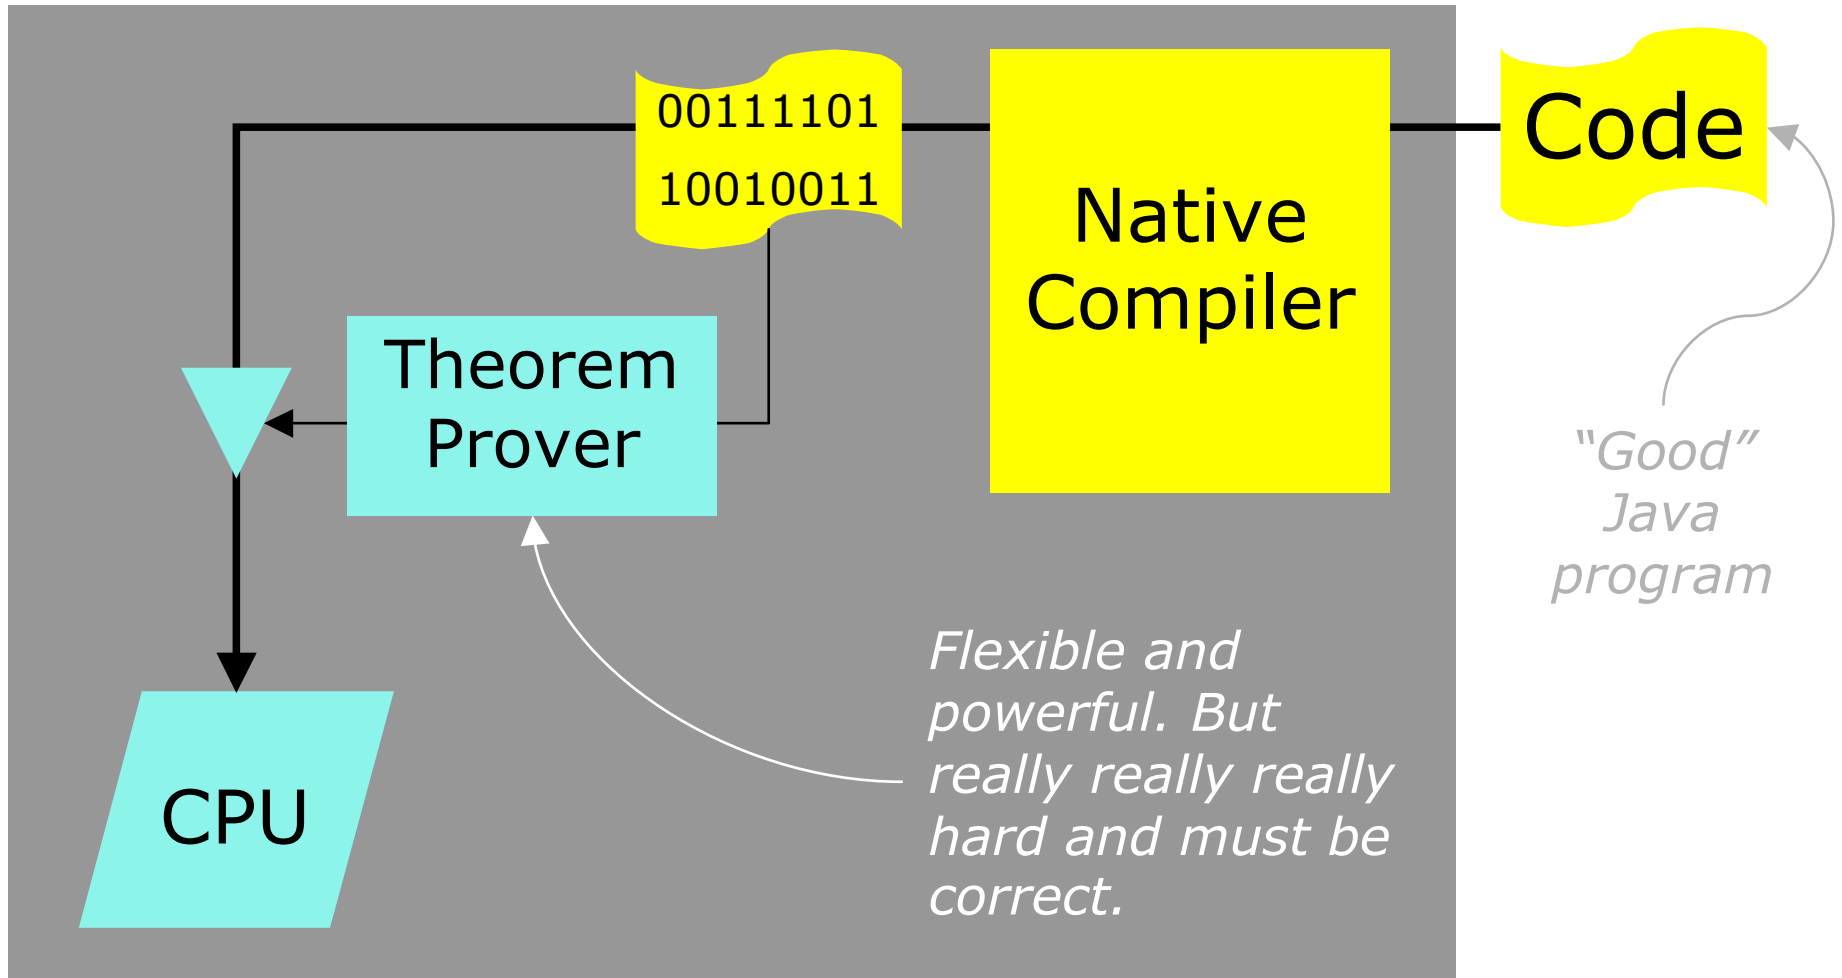 00111101
10010011
Native
Compiler
Code
Theorem
Prover
“Good”
Java
program
Flexible and
powerful. But
really really really
hard and must be
correct.
CPU